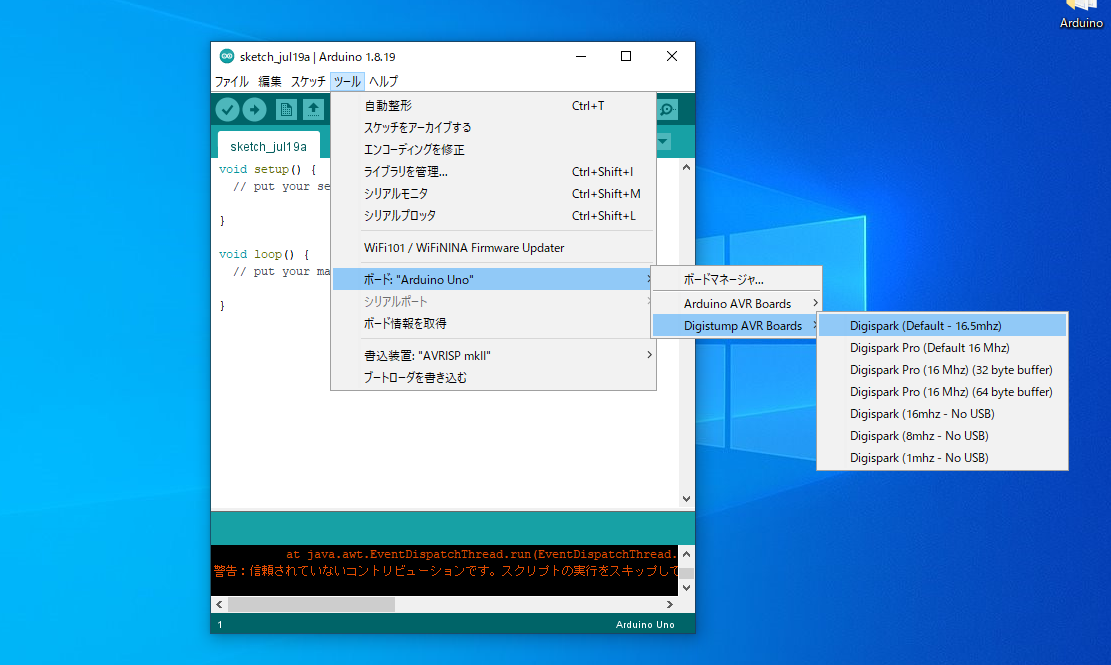 Arduino
sketch_jul19a | Arduino 1.8.19
ファイル 編集 スケッチ ツール ヘルプ
自動整形 Ctrl+T
スケッチをアーカイブする
エンコーディングを修正
ライブラリを管理... Ctrl+Shift+I
シリアルモニタ Ctrl+Shift+M
シリアルプロッタ Ctrl+Shift+L
WiFi101 / WiFiNINA Firmware Updater
ボード: "Arduino Uno"
シリアルポート
ボード情報を取得
書込装置: "AVRISP mkII"
ブートローダを書き込む
ボードマネージャ...
Arduino AVR Boards
Digistump AVR Boards
Digispark (Default - 16.5mhz)
Digispark Pro (Default 16 Mhz)
Digispark Pro (16 Mhz) (32 byte buffer)
Digispark Pro (16 Mhz) (64 byte buffer)
Digispark (16mhz - No USB)
Digispark (8mhz - No USB)
Digispark (1mhz - No USB)
sketch_jul19a
void setup() {
// put your se
}
void loop() {
// put your ma
}
at java.awt.EventDispatchThread.run(EventDispatchThread.
警告：信頼されていないコントリビューションです。スクリプトの実行をスキップして
1 Arduino Uno